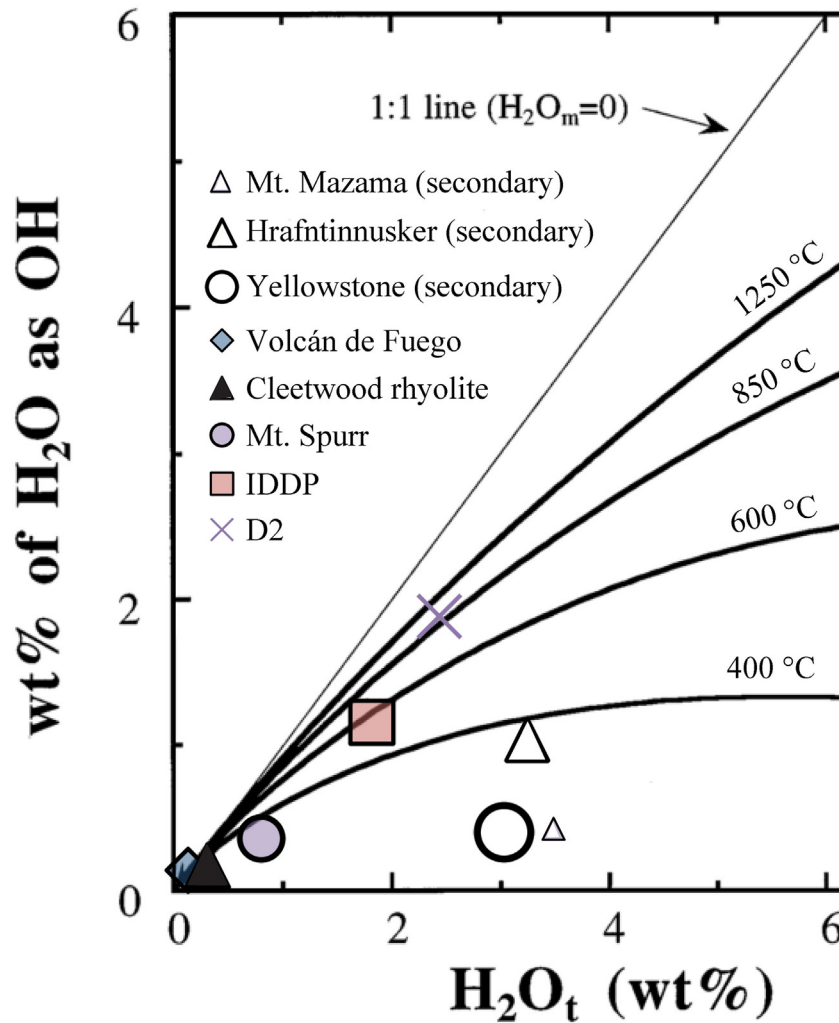 6
1:1 line (H₂Oₘ=0)
Mt. Mazama (secondary)
Hrafntinnusker (secondary)
Yellowstone (secondary)
Volcán de Fuego
Cleetwood rhyolite
Mt. Spurr
IDDP
D2
1250 °C
850 °C
600 °C
400 °C
4
2
0
wt% of H₂O as OH
0 2 4 6
H₂Oₜ (wt%)